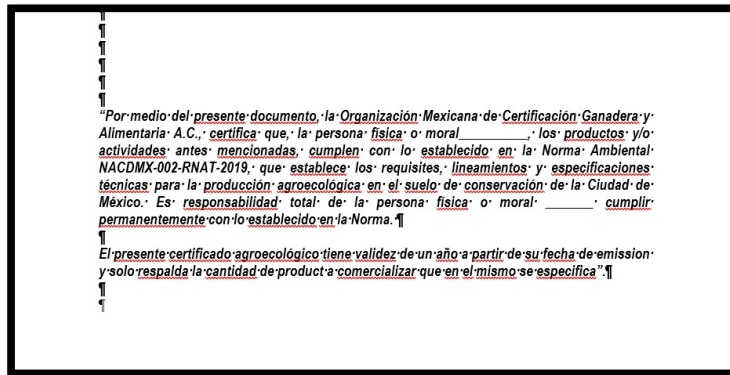 “Por medio del presente documento, la Organización Mexicana de Certificación Ganadera y
Alimentaria A.C., certifica que, la persona física o moral_________, los productos y/o
actividades antes mencionadas, cumplen con lo establecido en la Norma Ambiental
NACDMX-002-RNAT-2019, que establece los requisites, lineamientos y especificaciones
técnicas para la producción agroecológica en el suelo de conservación de la Ciudad de
México. Es responsabilidad total de la persona física o moral ______ cumplir
permanentemente con lo establecido en la Norma.
El presente certificado agroecológico tiene validez de un año a partir de su fecha de emission
y solo respalda la cantidad de product a comercializar que en el mismo se especifica”.